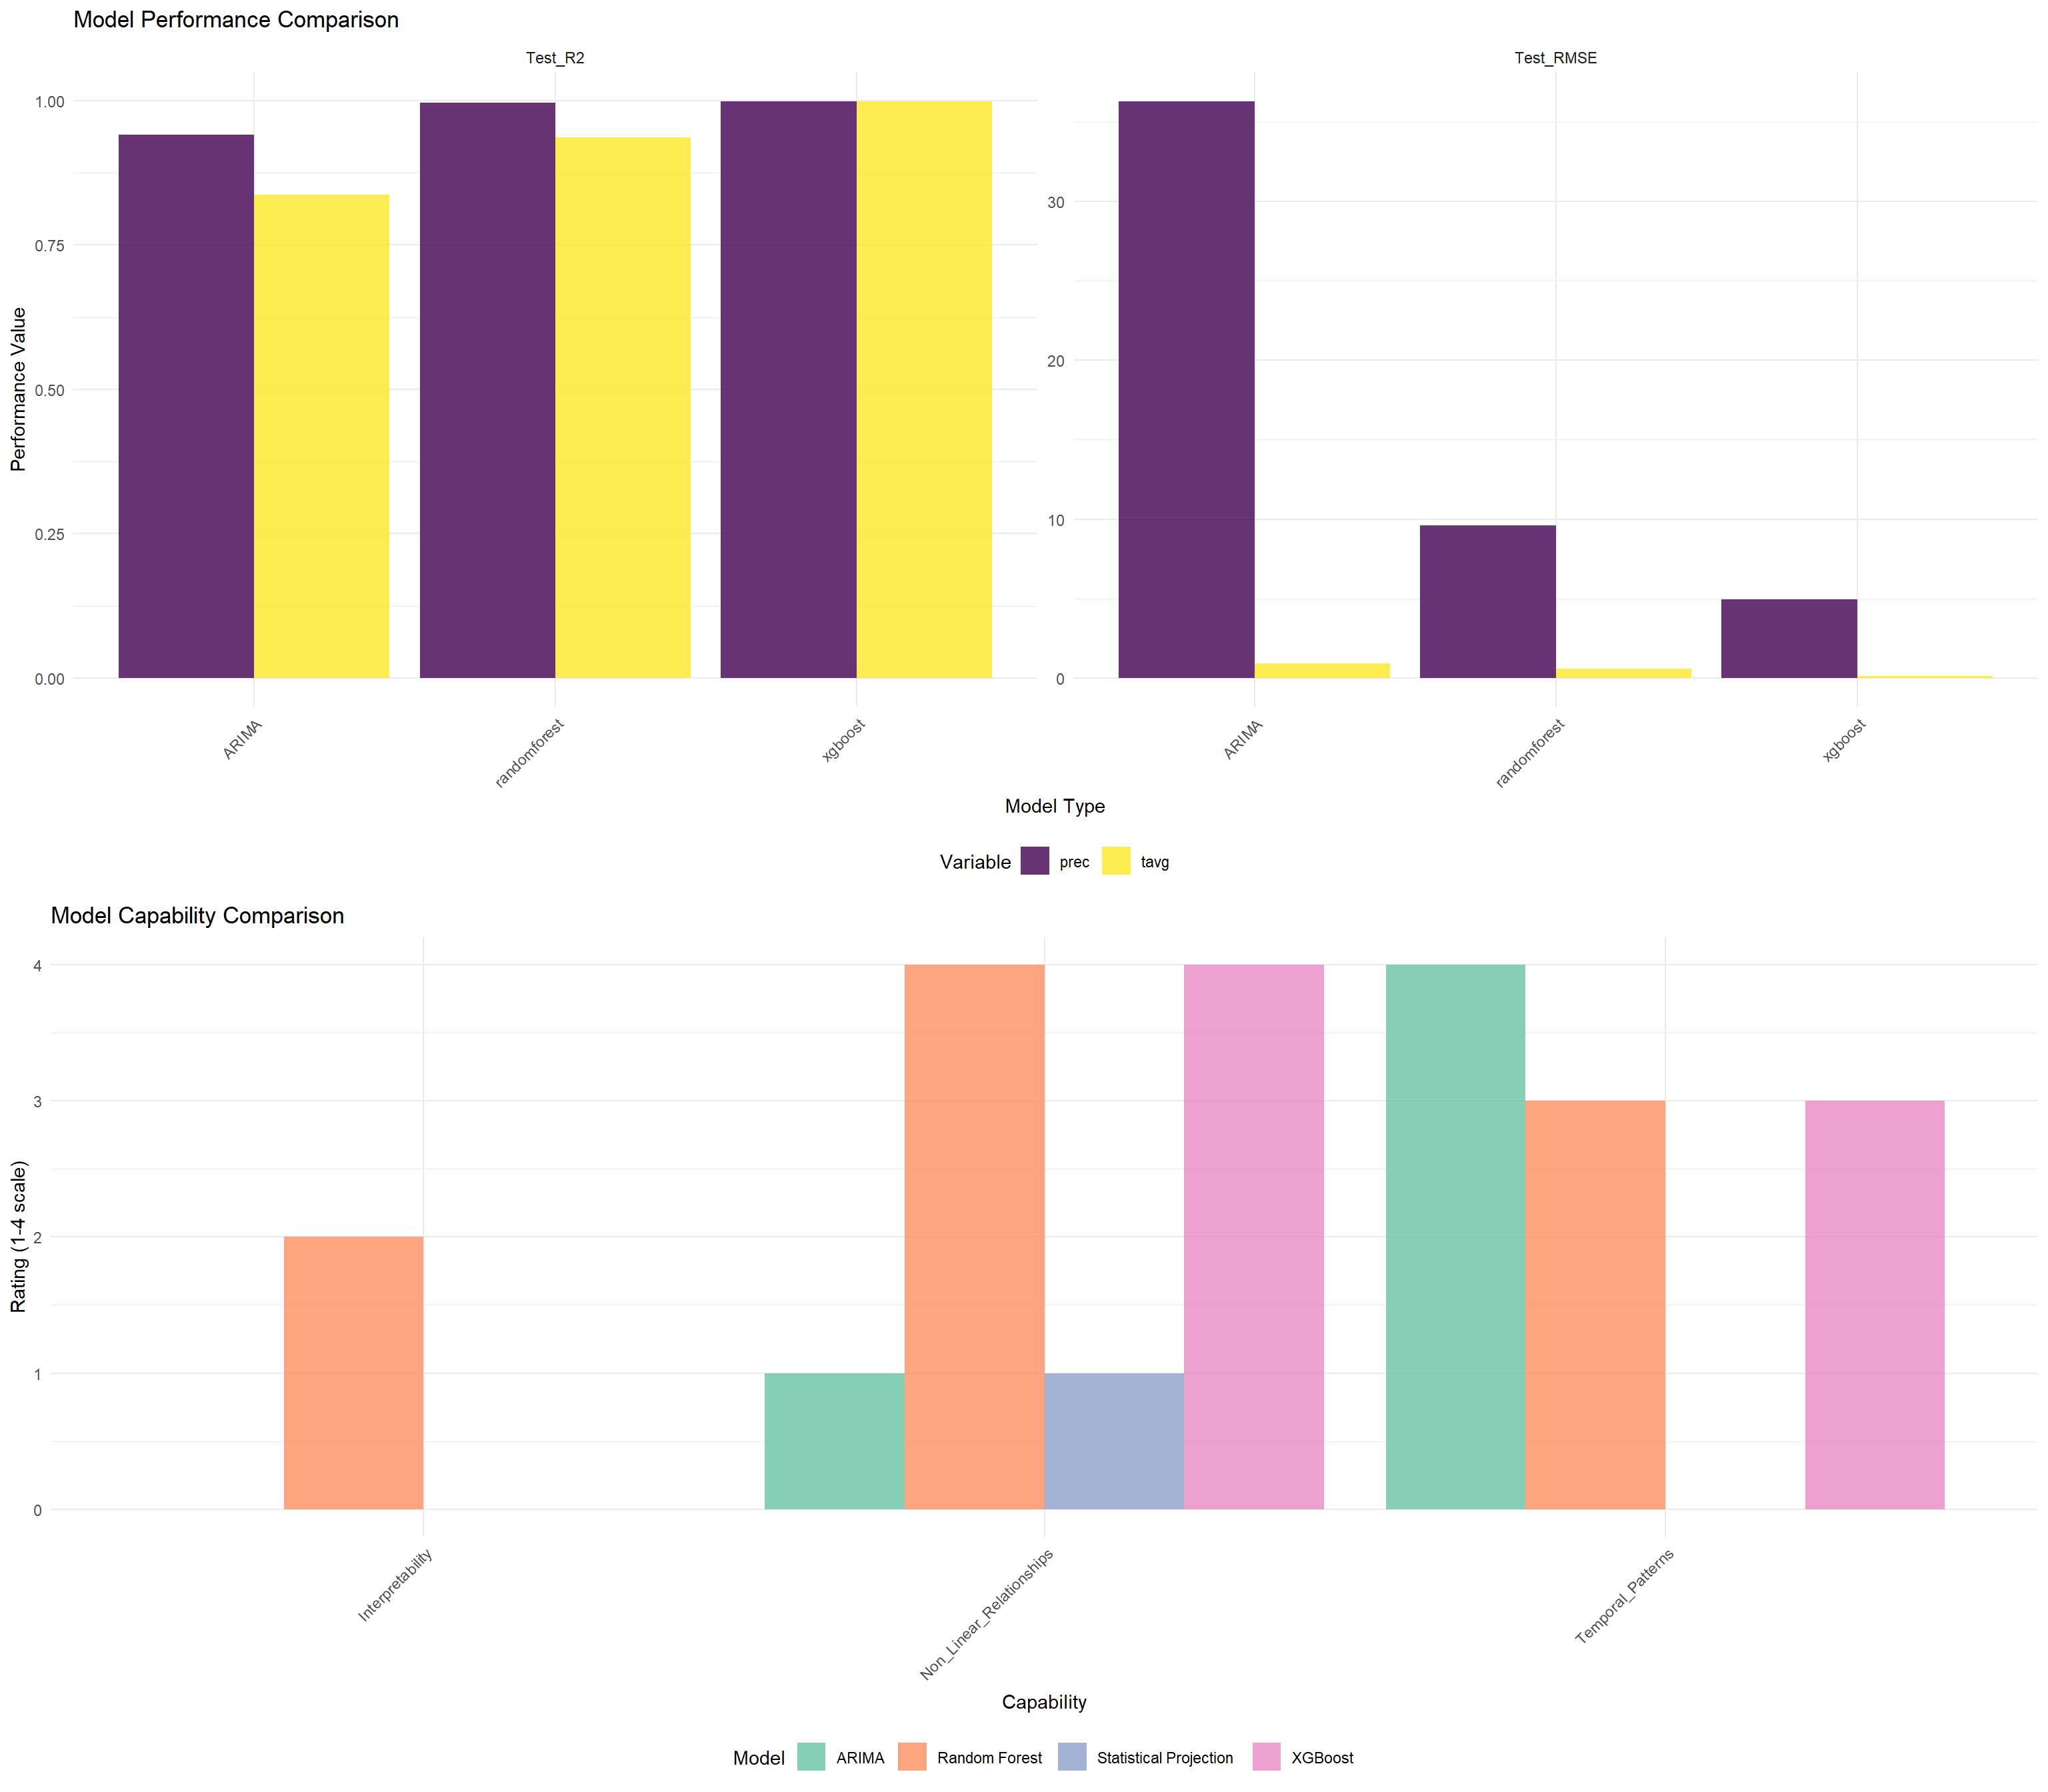 Model Performance Comparison
Test_R2
Test_RMSE
Performance Value
1.00
0.75
0.50
0.25
0.00
30
20
10
0
ARIMA
randomforest
xgboost
ARIMA
randomforest
xgboost
Model Type
Variable prec tavg
Model Capability Comparison
Rating (1-4 scale)
4
3
2
1
0
Interpretability
Non_Linear_Relationships
Temporal_Patterns
Capability
Model ARIMA Random Forest Statistical Projection XGBoost